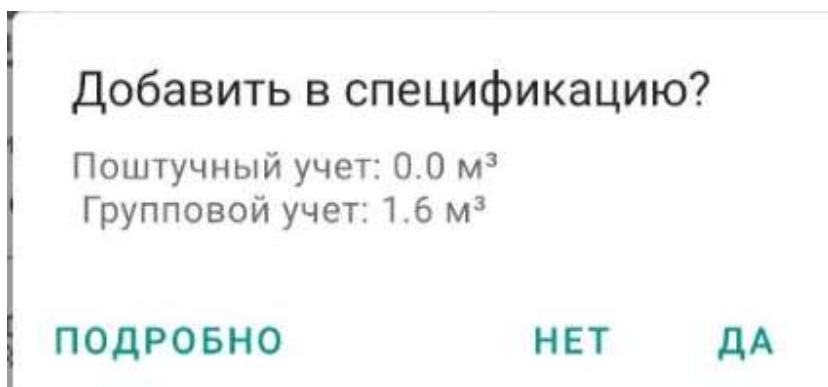 Добавить в спецификацию?
Поштучный учет: 0.0 м³
Групповой учет: 1.6 м³
ПОДРОБНО НЕТ ДА